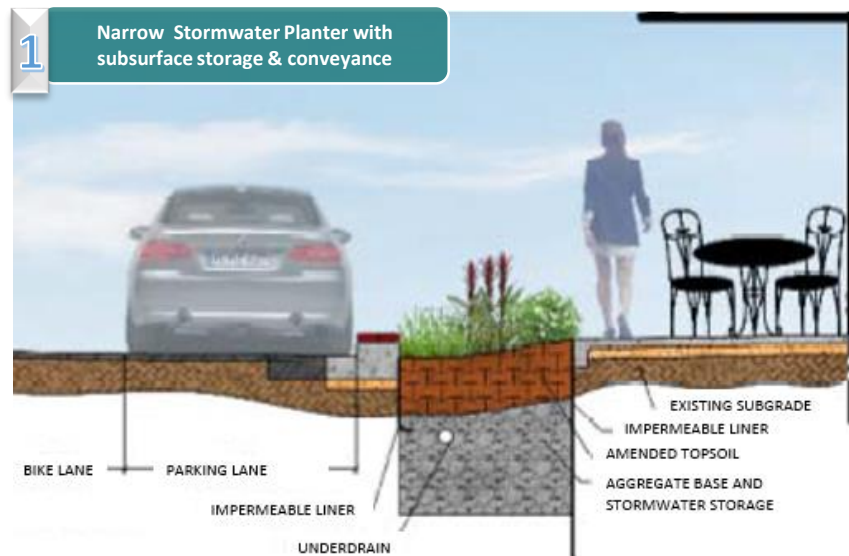 1
Narrow Stormwater Planter with
subsurface storage & conveyance
EXISTING SUBGRADE
IMPERMEABLE LINER
AMENDED TOPSOIL
AGGREGATE BASE AND
STORMWATER STORAGE
BIKE LANE
PARKING LANE
IMPERMEABLE LINER
UNDERDRAIN